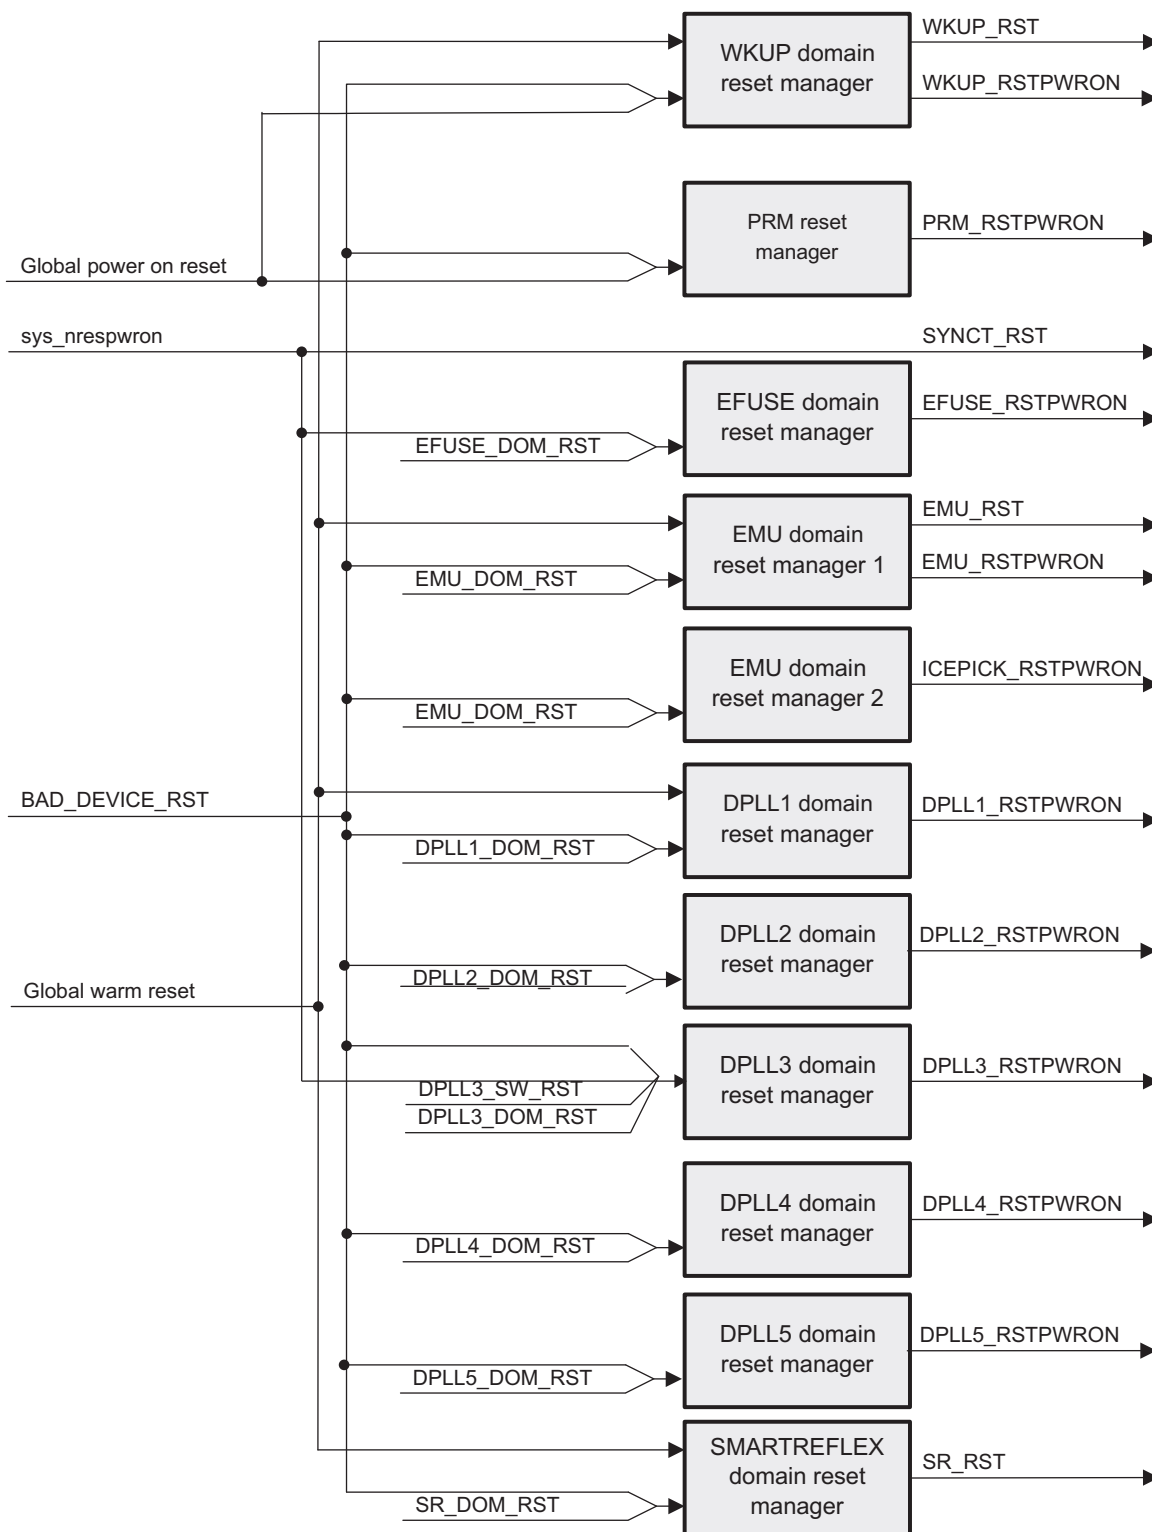 WKUP domain
reset manager
WKUP_RST
WKUP_RSTPWRON
PRM reset
manager
PRM_RSTPWRON
Global power on reset
sys_nrespwron
SYNCT_RST
EFUSE domain
reset manager
EFUSE_RSTPWRON
EFUSE_DOM_RST
EMU domain
reset manager 1
EMU_RST
EMU_RSTPWRON
EMU_DOM_RST
EMU domain
reset manager 2
ICEPICK_RSTPWRON
EMU_DOM_RST
BAD_DEVICE_RST
DPLL1 domain
reset manager
DPLL1_RSTPWRON
DPLL1_DOM_RST
DPLL2 domain
reset manager
DPLL2_RSTPWRON
DPLL2_DOM_RST
Global warm reset
DPLL3 domain
reset manager
DPLL3_RSTPWRON
DPLL3_SW_RST
DPLL3_DOM_RST
DPLL4 domain
reset manager
DPLL4_RSTPWRON
DPLL4_DOM_RST
DPLL5 domain
reset manager
DPLL5_RSTPWRON
DPLL5_DOM_RST
SMARTREFLEX
domain reset
manager
SR_RST
SR_DOM_RST